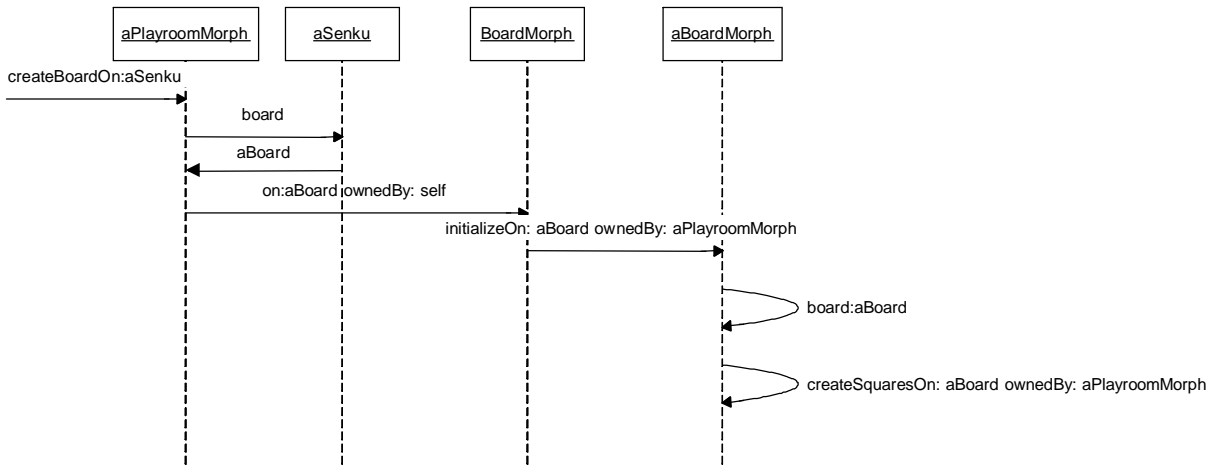 aPlayroomMorph
aSenku
BoardMorph
aBoardMorph
createBoardOn:aSenku
board
aBoard
on:aBoard ownedBy: self
initializeOn: aBoard ownedBy: aPlayroomMorph
board:aBoard
createSquaresOn: aBoard ownedBy: aPlayroomMorph